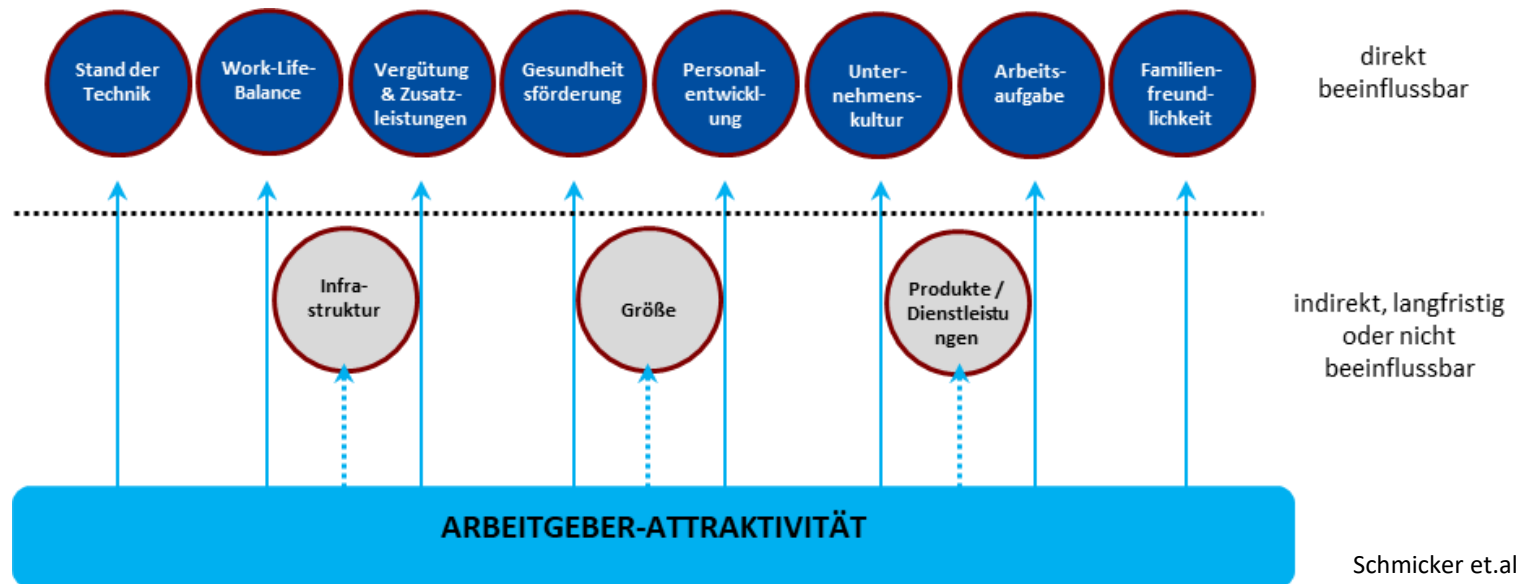 Stand der
Technik
Work-Life-
Balance
Vergütung
& Zusatz-
leistungen
Gesundheit
sförderung
Personal-
entwickl-
ung
Unter-
nehmens-
kultur
Arbeits-
aufgabe
Familien-
freund-
lichkeit
direkt
beeinflussbar
Infra-
struktur
Größe
Produkte /
Dienstleistu
ngen
indirekt, langfristig
oder nicht
beeinflussbar
ARBEITGEBER-ATTRAKTIVITÄT
Schmicker et.al